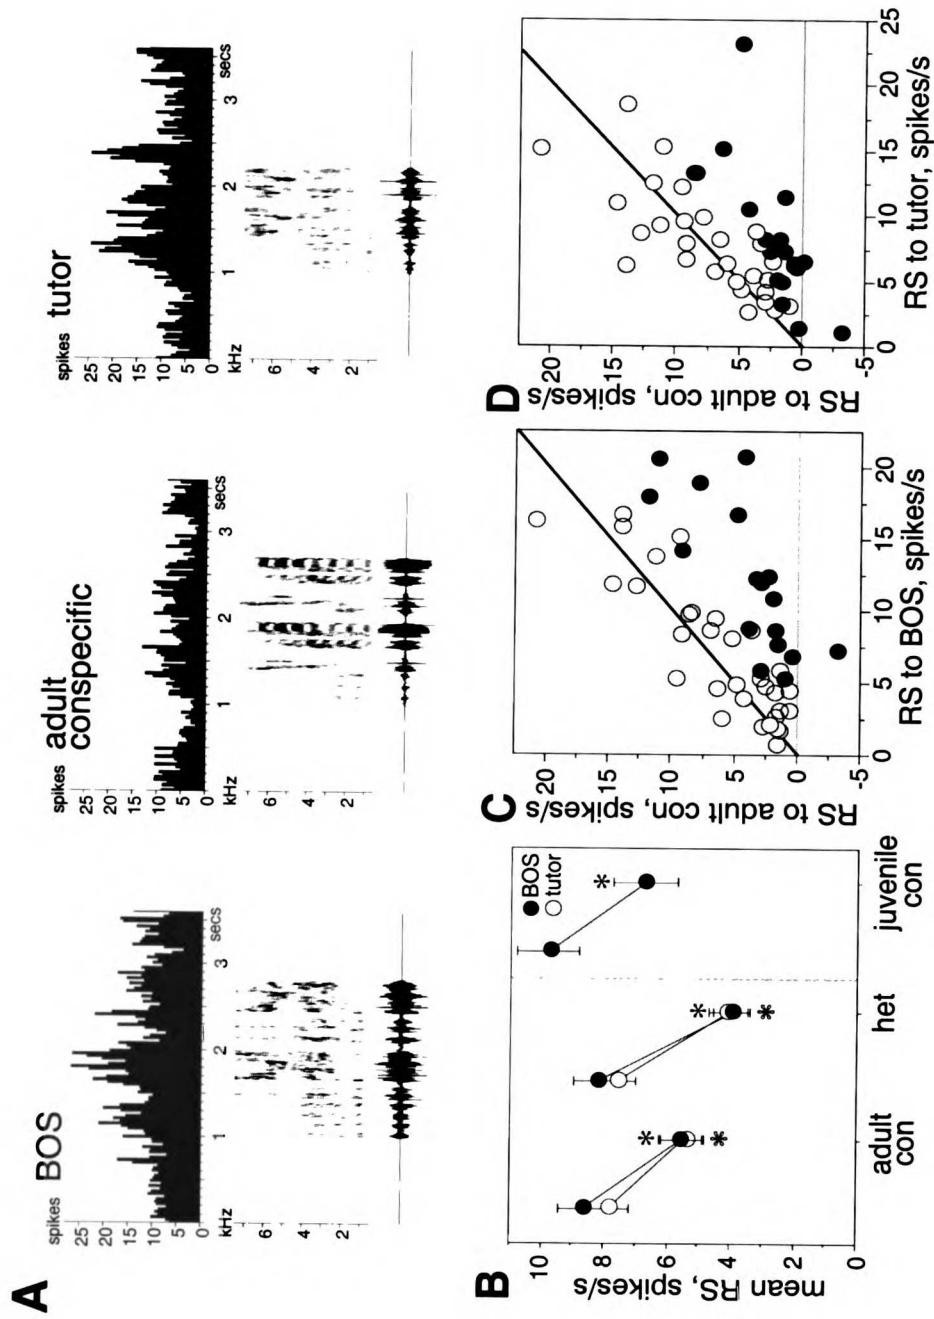 A
BOS
spikes
25
20
15
10
5
0
1
2
3
secs
kHz
6
4
2
adult
conspecific
spikes
25
20
15
10
5
0
1
2
3
secs
kHz
6
4
2
tutor
spikes
25
20
15
10
5
0
1
2
3
secs
kHz
6
4
2
B
mean RS, spikes/s
10
8
6
4
2
0
BOS
tutor
* * * * *
adult
con
het
juvenile
con
C
RS to adult con, spikes/s
20
15
10
5
0
-5
0
5
10
15
20
RS to BOS, spikes/s
D
RS to adult con, spikes/s
20
15
10
5
0
-5
0
5
10
15
20
25
RS to tutor, spikes/s